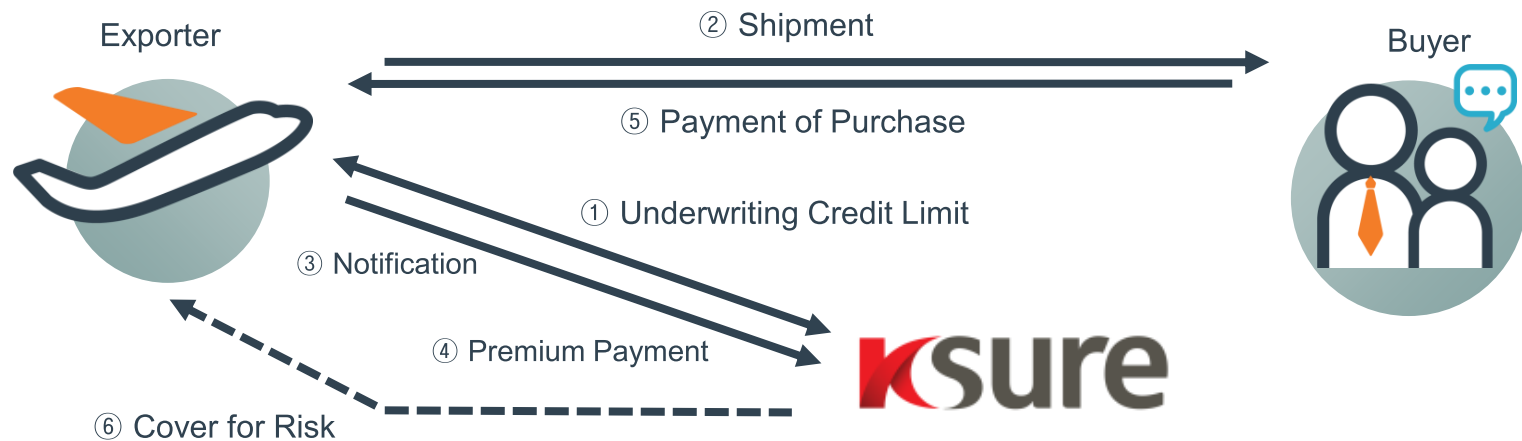 ② Shipment
Exporter
Buyer
⑤ Payment of Purchase
① Underwriting Credit Limit
③ Notification
④ Premium Payment
ksure
⑥ Cover for Risk